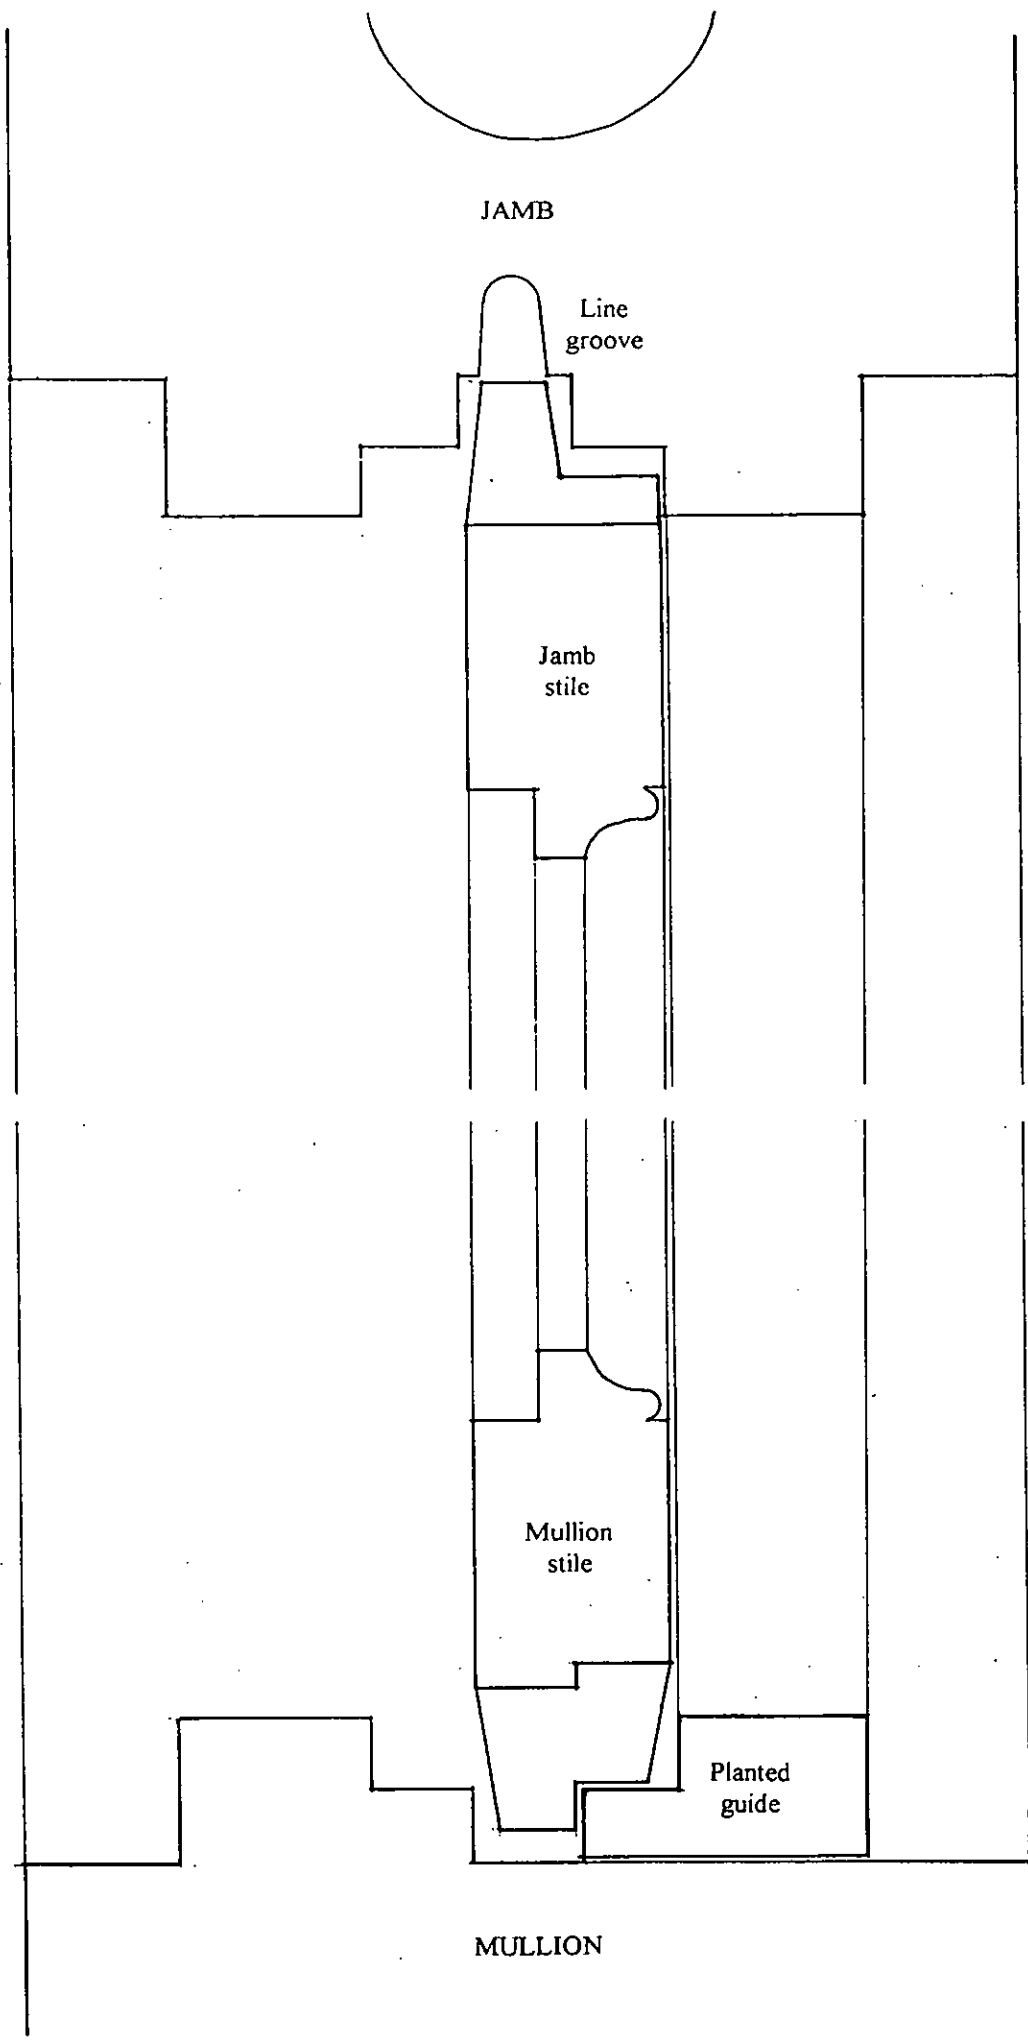 JAMB
Line
groove
Jamb
stile
Mullion
stile
Planted
guide
MULLION